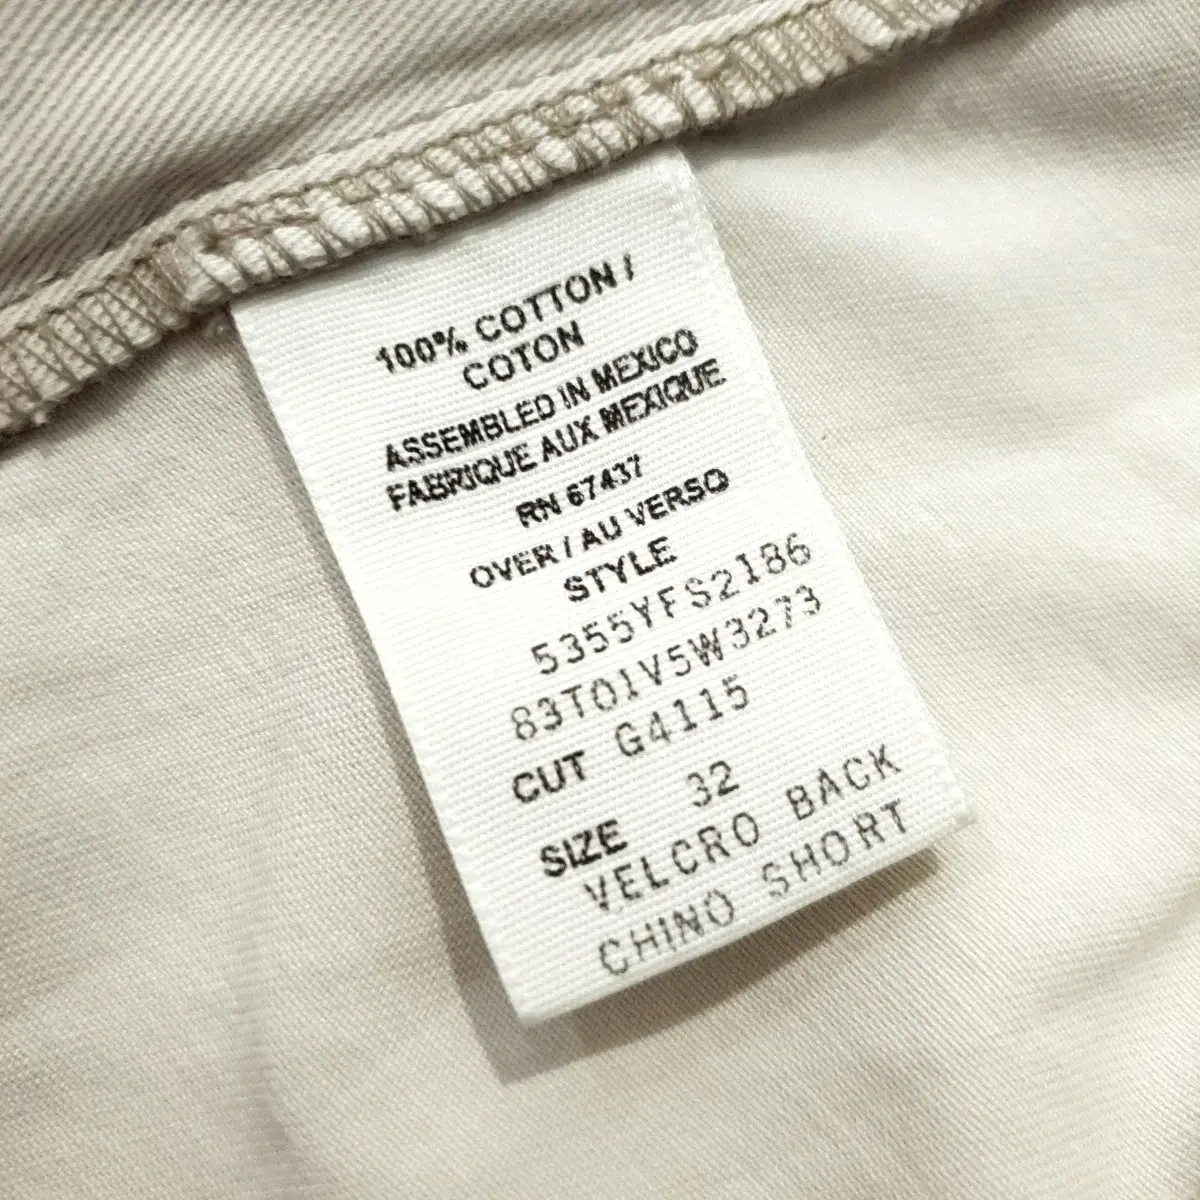 100% COTTON /
COTON
ASSEMBLED IN MEXICO
FABRIQUE AUX MEXIQUE
RN 67437
OVER / AU VERSO
STYLE
5355YFS2186
83T01V5W3273
CUT G4115
SIZE 32
VELCRO BACK
CHINO SHORT